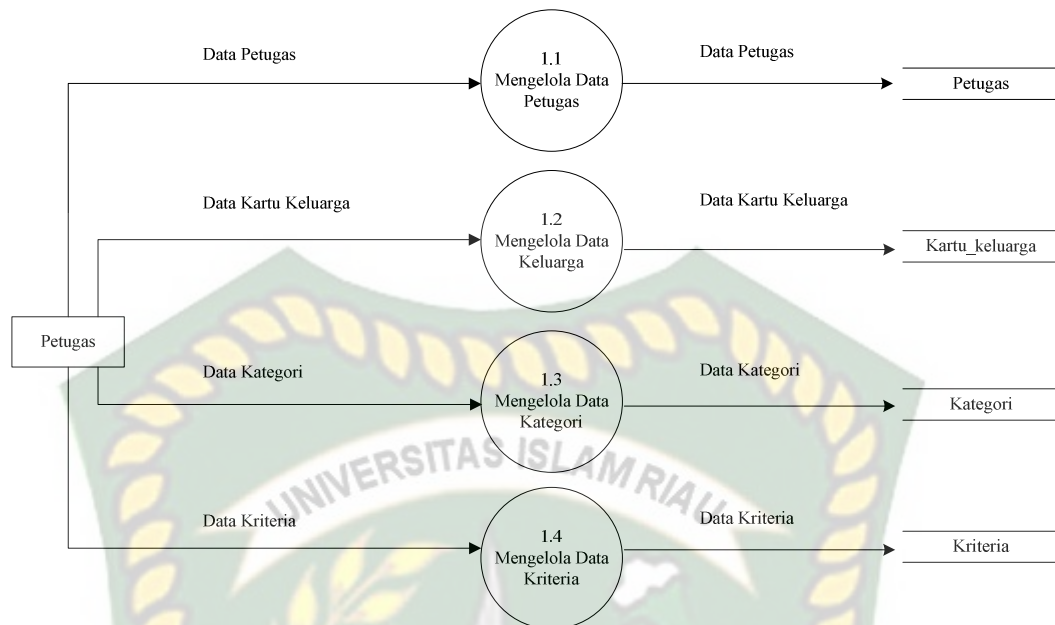 Data Petugas
1.1
Mengelola Data
Petugas
Data Petugas
Petugas
Data Kartu Keluarga
1.2
Mengelola Data
Keluarga
Data Kartu Keluarga
Kartu_keluarga
Petugas
Data Kategori
1.3
Mengelola Data
Kategori
Data Kategori
Kategori
UNIVERSITAS ISLAM RIAU
Data Kriteria
1.4
Mengelola Data
Kriteria
Data Kriteria
Kriteria